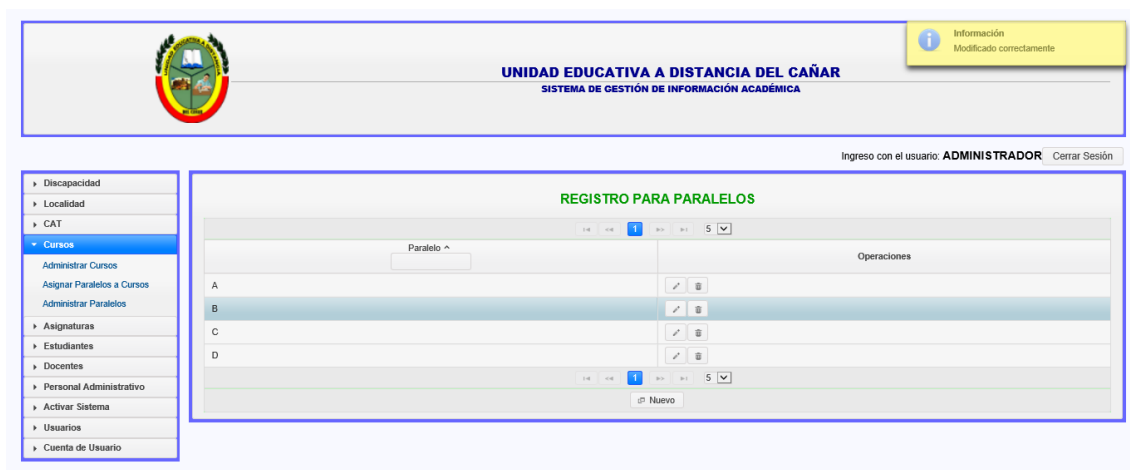 Información
Modificado correctamente
UNIDAD EDUCATIVA A DISTANCIA DEL CAÑAR
SISTEMA DE GESTIÓN DE INFORMACIÓN ACADÉMICA
Ingreso con el usuario: ADMINISTRADOR Cerrar Sesión
Discapacidad
Localidad
CAT
Cursos
Administrar Cursos
Asignar Paralelos a Cursos
Administrar Paralelos
Asignaturas
Estudiantes
Docentes
Personal Administrativo
Activar Sistema
Usuarios
Cuenta de Usuario
REGISTRO PARA PARALELOS
1 5
Paralelo Operaciones
A
B
C
D
1 5
Nuevo